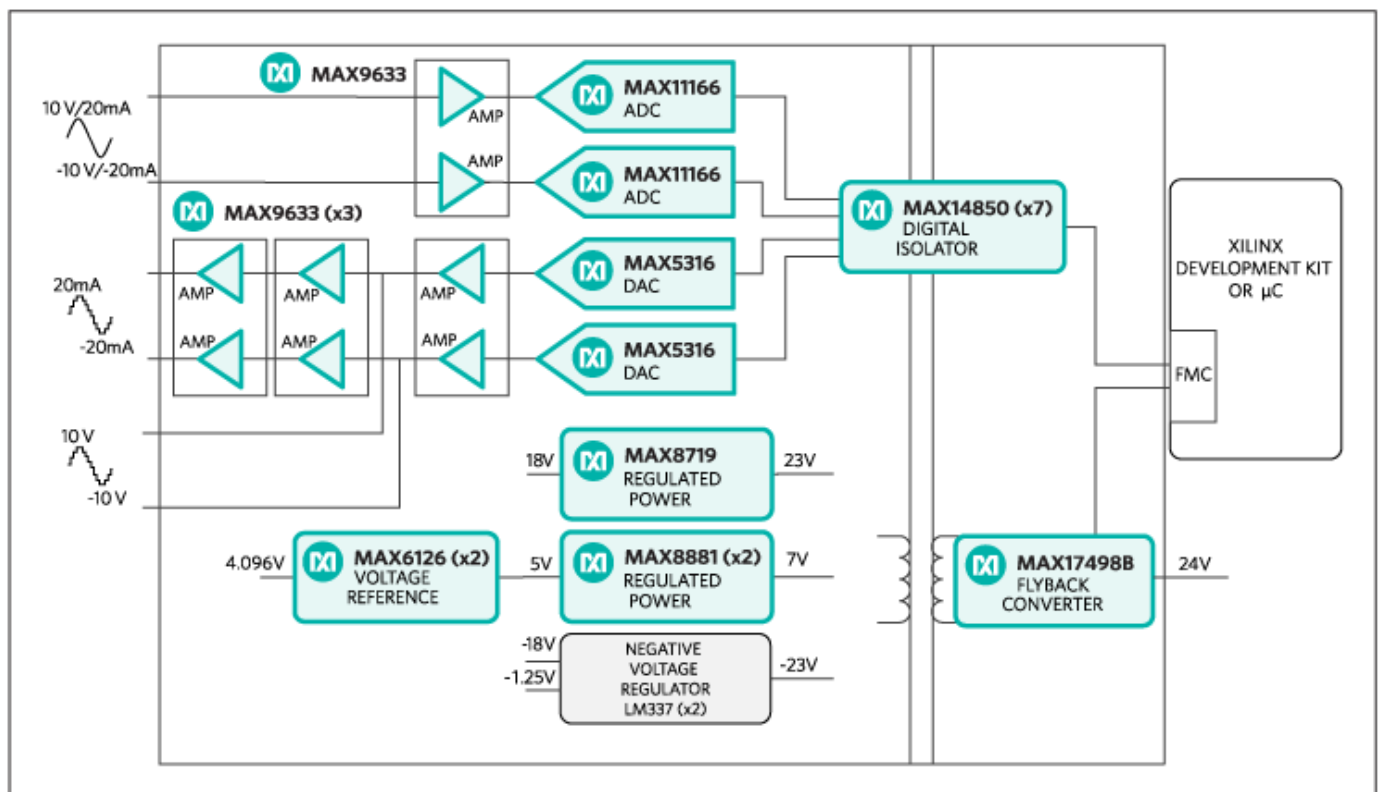 MAX9633
10 V/20mA
-10 V/-20mA
AMP
AMP
MAX11166
ADC
MAX11166
ADC
MAX9633 (x3)
20mA
-20mA
AMP
AMP
AMP
AMP
AMP
AMP
MAX5316
DAC
MAX5316
DAC
MAX14850 (x7)
DIGITAL
ISOLATOR
XILINX
DEVELOPMENT KIT
OR µC
FMC
10 V
-10 V
18V
MAX8719
REGULATED
POWER
23V
4.096V
MAX6126 (x2)
VOLTAGE
REFERENCE
5V
MAX8881 (x2)
REGULATED
POWER
7V
MAX17498B
FLYBACK
CONVERTER
24V
-18V
-1.25V
NEGATIVE
VOLTAGE
REGULATOR
LM337 (x2)
-23V